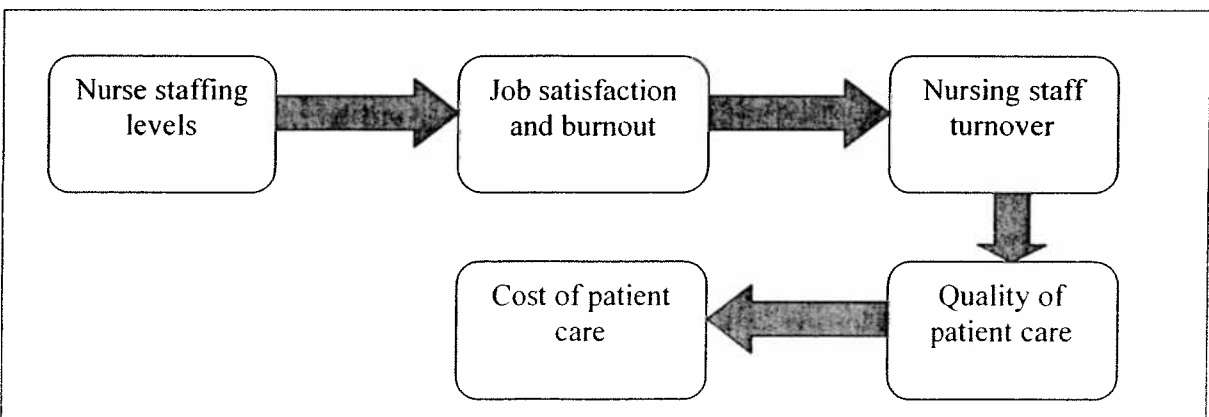 Nurse staffing
levels
Job satisfaction
and burnout
Nursing staff
turnover
Cost of patient
care
Quality of
patient care